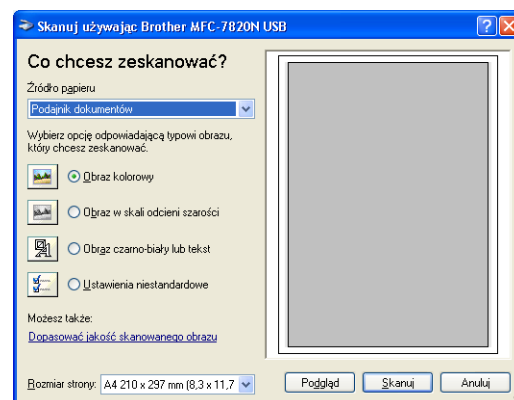 Skanuj używając Brother MFC-7820N USB
Co chcesz zeskanować?
Źródło papieru
Podajnik dokumentów
Wybierz opcję odpowiadającą typowi obrazu,
który chcesz zeskanować.
Obraz kolorowy
Obraz w skali odcieni szarości
Obraz czarno-biały lub tekst
Ustawienia niestandardowe
Możesz także:
Dopasować jakość skanowanego obrazu
Rozmiar strony: A4 210 x 297 mm (8,3 x 11,7
Podgląd Skanuj Anuluj